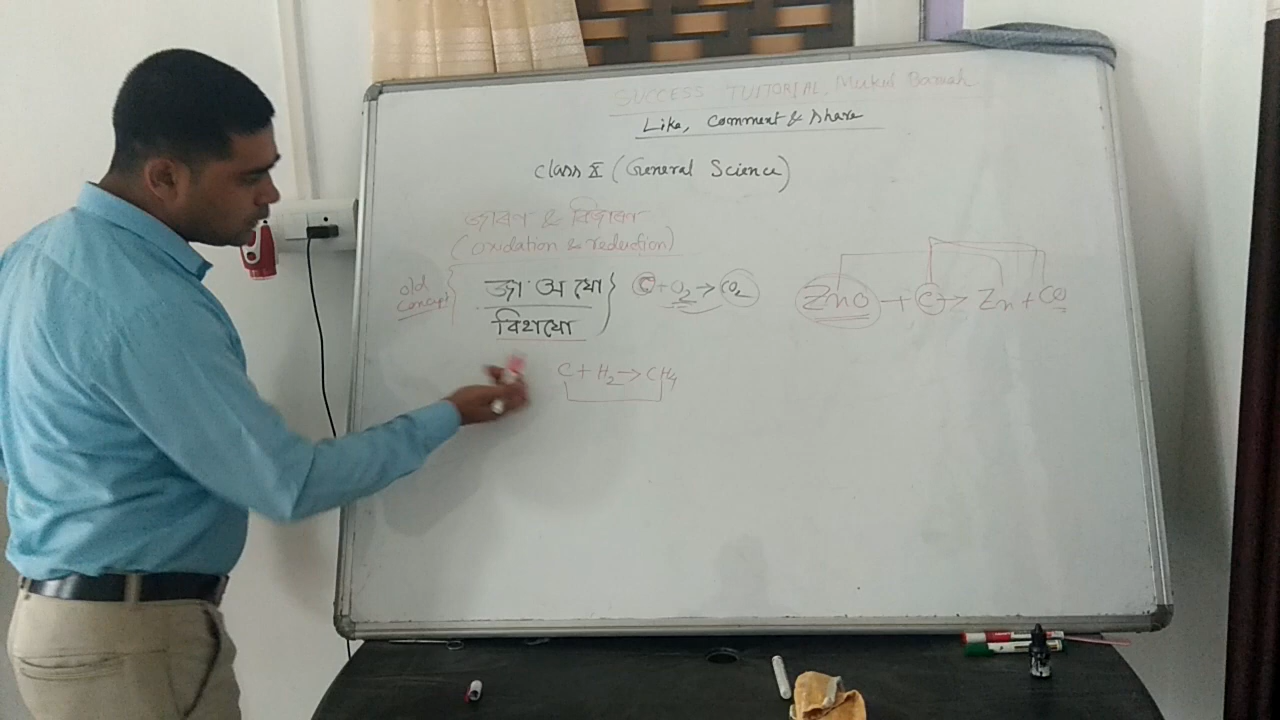 SUCCESS TUITORIAL, Mukul Baruah
Like, Comment & Share
Class X (General Science)
জাৰণ & বিজাৰণ
(Oxidation & reduction)
old concept
জা অ যো
বিহাযো
C + O₂ → CO₂
ZnO + C → Zn + CO
C + H₂ → CH₄